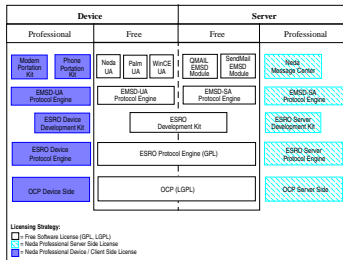 Device
Server
Professional
Free
Free
Professional
Modem
Portation
Kit
Phone
Portation
Kit
Neda
UA
Palm
UA
WinCE
UA
QMAIL
EMSD
Module
SendMail
EMSD
Module
Neda
Message Center
EMSD-UA
Protocol Engine
EMSD-UA
Protocol Engine
EMSD-SA
Protocol Engine
EMSD-SA
Protocol Engine
ESRO Device
Development Kit
ESRO
Development Kit
ESRO Server
Development Kit
ESRO Device
Protocol Engine
ESRO Protocol Engine (GPL)
ESRO Server
Protocol Engine
OCP Device Side
OCP (LGPL)
OCP Server Side
Licensing Strategy:
= Free Software License (GPL, LGPL)
= Neda Professional Server Side License
= Neda Professional Device / Client Side License